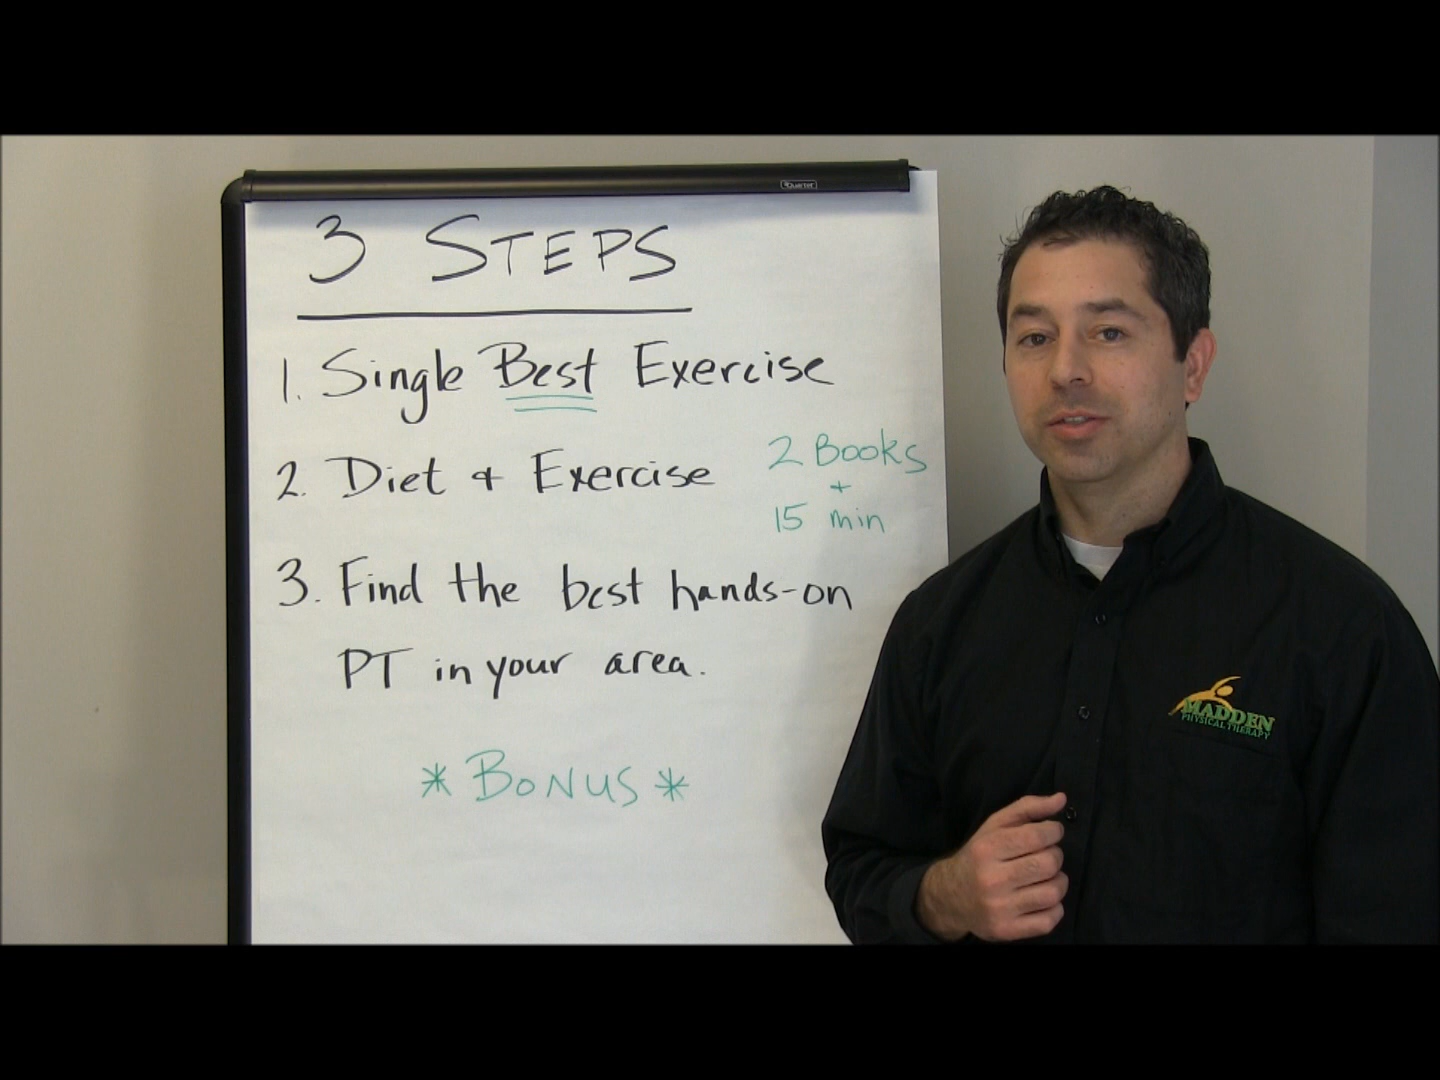 Quartet
3 STEPS
1. Single Best Exercise
2. Diet + Exercise
2 Books
+
15 min
3. Find the best hands-on
PT in your area.
* BONUS *
MADDEN
PHYSICAL THERAPY